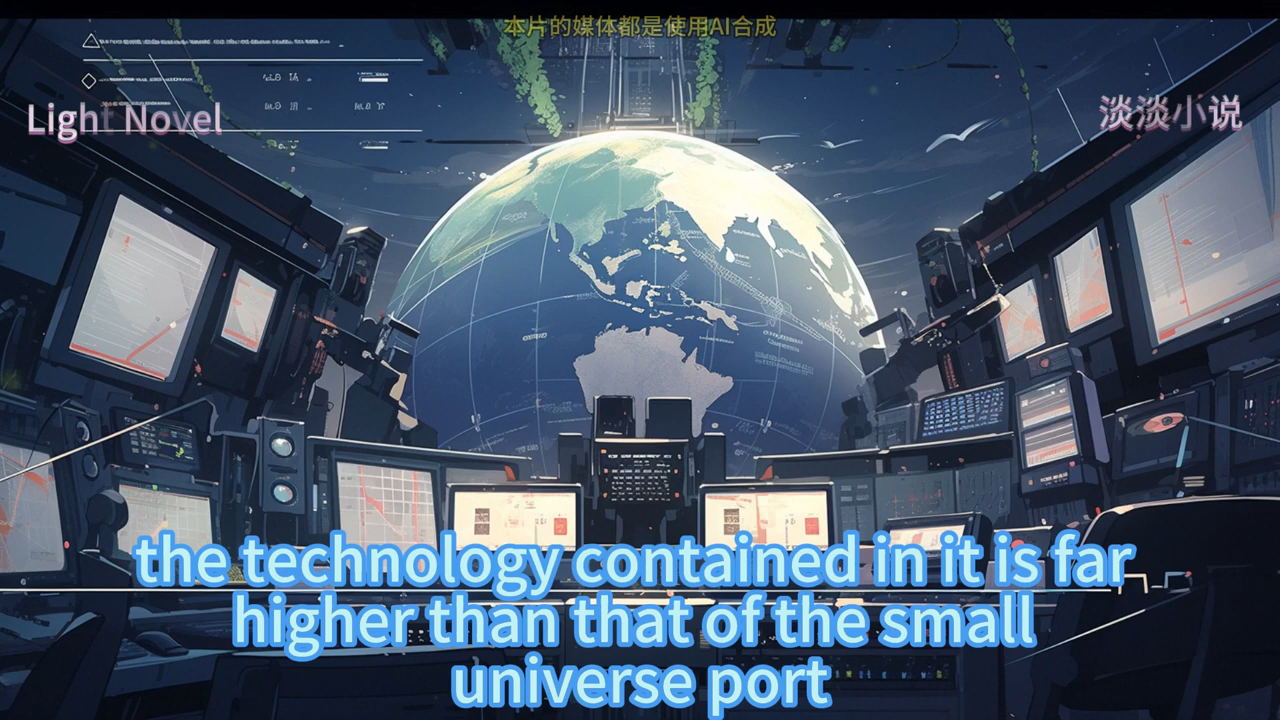 本片的媒体都是使用AI合成
Light Novel
淡淡小说
the technology contained in it is far
higher than that of the small
universe port